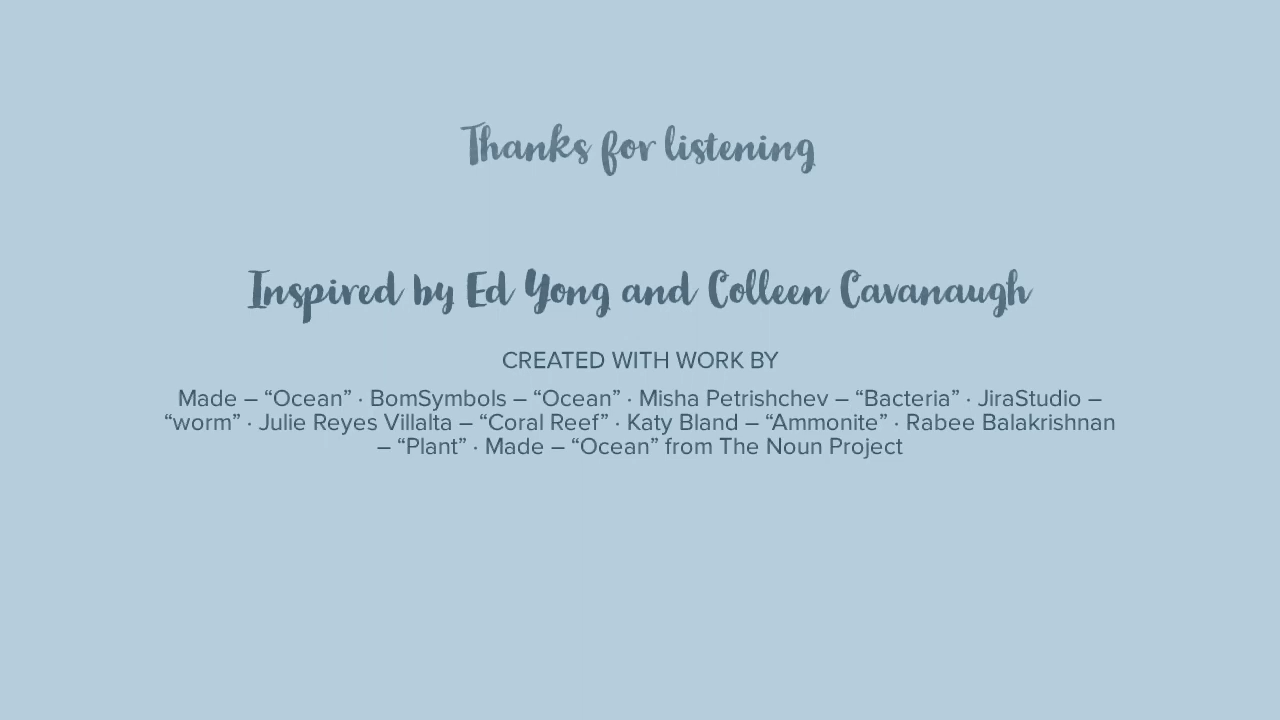 Thanks for listening
Inspired by Ed Yong and Colleen Cavanaugh
CREATED WITH WORK BY
Made – “Ocean” · BomSymbols – “Ocean” · Misha Petrishchev – “Bacteria” · JiraStudio –
“worm” · Julie Reyes Villalta – “Coral Reef” · Katy Bland – “Ammonite” · Rabee Balakrishnan
– “Plant” · Made – “Ocean” from The Noun Project